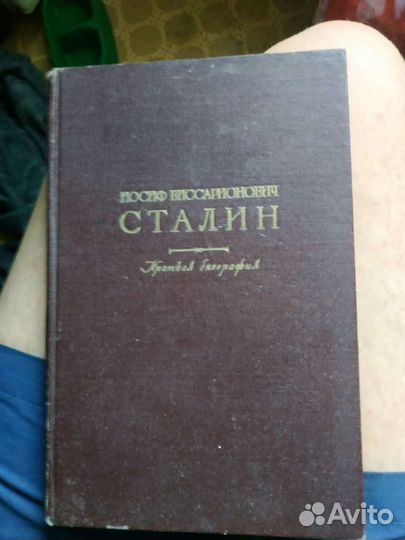 ИОСИФ ВИССАРИОНОВИЧ
СТАЛИН
Краткая биография
Avito